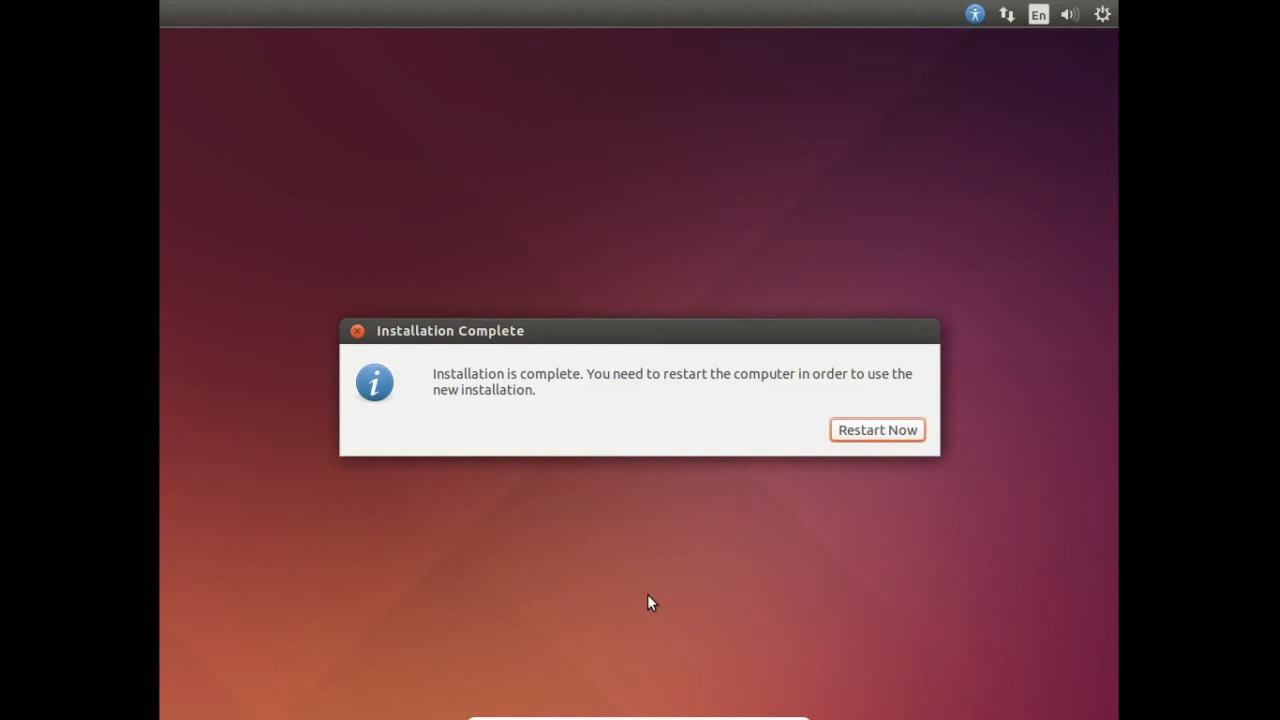 En
Installation Complete
Installation is complete. You need to restart the computer in order to use the
new installation.
Restart Now